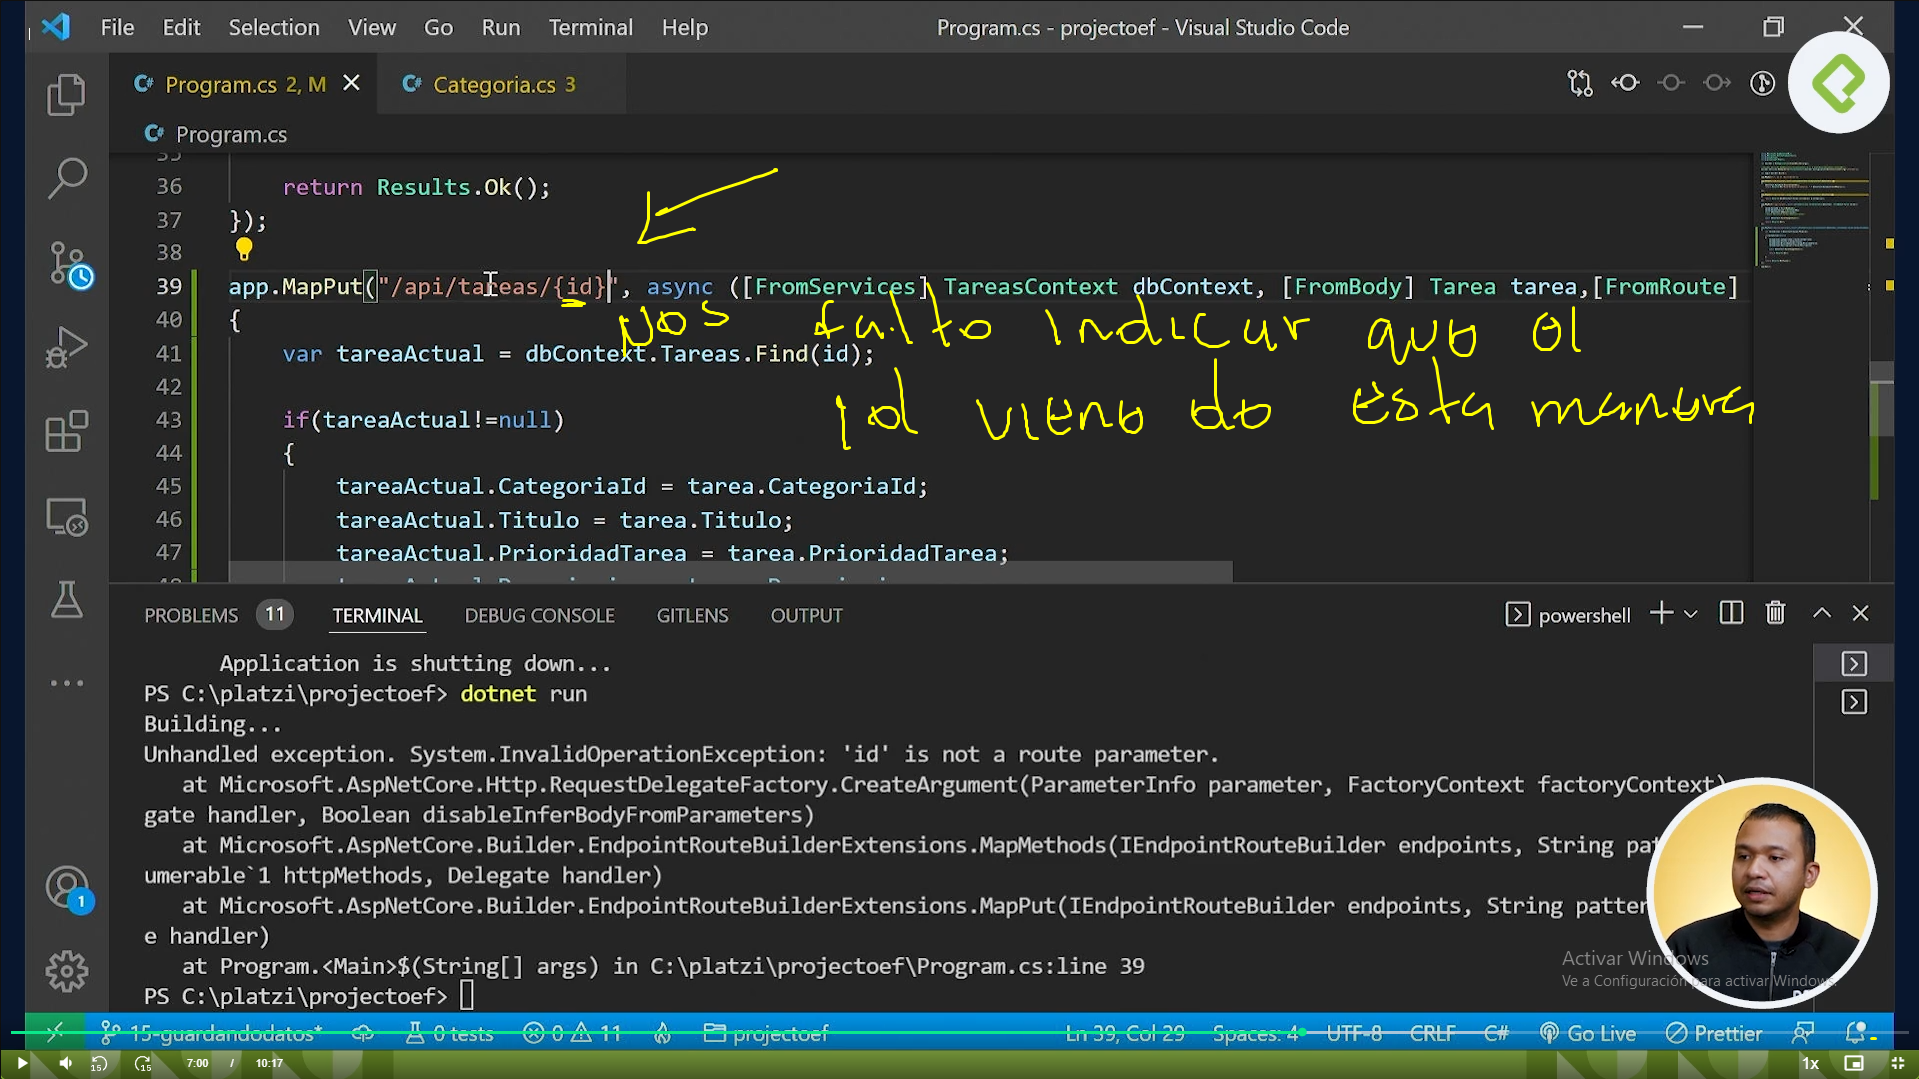 File Edit Selection View Go Run Terminal Help
Program.cs - projectoef - Visual Studio Code
Program.cs 2, M
Categoria.cs 3
Program.cs
36 return Results.Ok();
37 });
38
39 app.MapPut("/api/tareas/{id}", async ([FromServices] TareasContext dbContext, [FromBody] Tarea tarea,[FromRoute]
Nos falto indicar que el
40 {
41 var tareaActual = dbContext.Tareas.Find(id);
id viene de esta manera
42
43 if(tareaActual!=null)
44 {
45 tareaActual.CategoriaId = tarea.CategoriaId;
46 tareaActual.Titulo = tarea.Titulo;
47 tareaActual.PrioridadTarea = tarea.PrioridadTarea;
PROBLEMS 11 TERMINAL DEBUG CONSOLE GITLENS OUTPUT
powershell
Application is shutting down...
PS C:\platzi\projectoef> dotnet run
Building...
Unhandled exception. System.InvalidOperationException: 'id' is not a route parameter.
at Microsoft.AspNetCore.Http.RequestDelegateFactory.CreateArgument(ParameterInfo parameter, FactoryContext factoryContext)
gate handler, Boolean disableInferBodyFromParameters)
at Microsoft.AspNetCore.Builder.EndpointRouteBuilderExtensions.MapMethods(IEndpointRouteBuilder endpoints, String
umerable`1 httpMethods, Delegate handler)
at Microsoft.AspNetCore.Builder.EndpointRouteBuilderExtensions.MapPut(IEndpointRouteBuilder endpoints, String
e handler)
at Program.<Main>$(String[] args) in C:\platzi\projectoef\Program.cs:line 39
PS C:\platzi\projectoef>
Activar Windows
Ve a Configuración para activar Windows.
1
15-guardandodatos* 0 tests 0 11 projectoef
Ln 39, Col 29 Spaces: 4 UTF-8 CRLF C# Go Live Prettier
15 15 7:00 / 10:17
1x